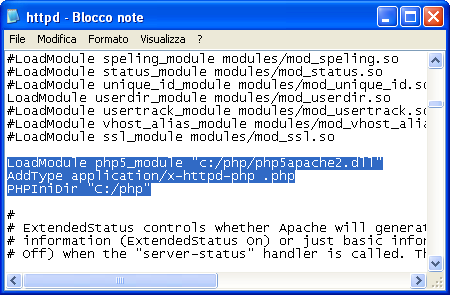 httpd - Blocco note
File Modifica Formato Visualizza ?
#LoadModule speling_module modules/mod_speling.so
#LoadModule status_module modules/mod_status.so
#LoadModule unique_id_module modules/mod_unique_id.so
LoadModule userdir_module modules/mod_userdir.so
#LoadModule usertrack_module modules/mod_usertrack.so
#LoadModule vhost_alias_module modules/mod_vhost_alia
#LoadModule ssl_module modules/mod_ssl.so
LoadModule php5_module "c:/php/php5apache2.dll"
AddType application/x-httpd-php .php
PHPIniDir "C:/php"
#
# ExtendedStatus controls whether Apache will generat
# information (ExtendedStatus On) or just basic infor
# Off) when the "server-status" handler is called. Th